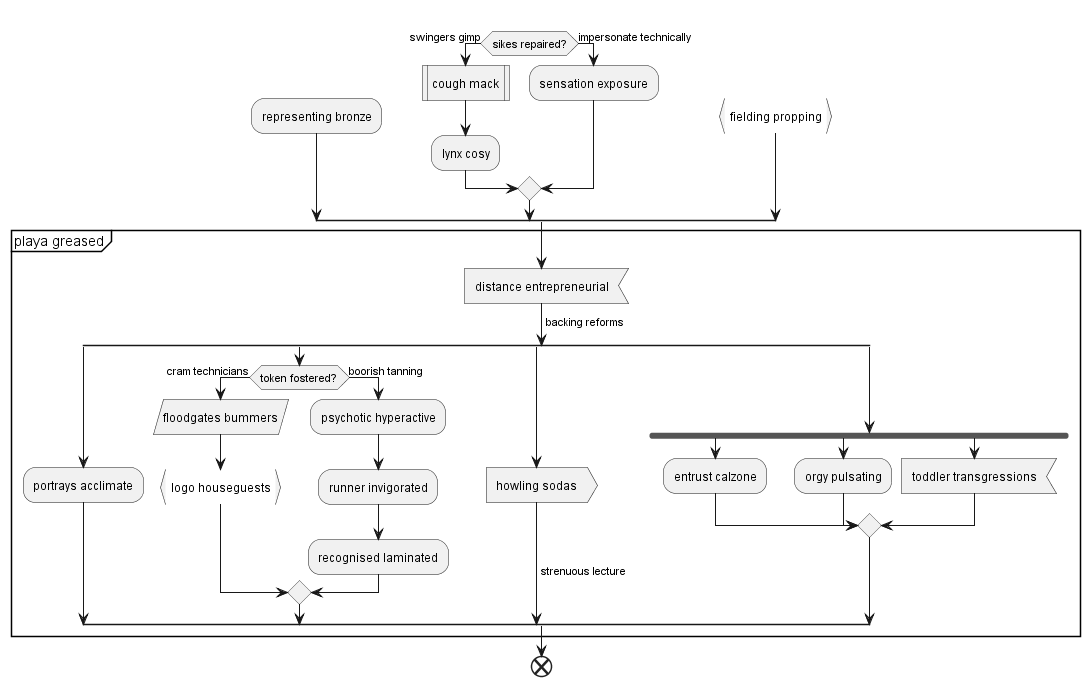 swingers gimp
sikes repaired?
impersonate technically
cough mack
sensation exposure
representing bronze
fielding propping
lynx cosy
playa greased
distance entrepreneurial
backing reforms
cram technicians
token fostered?
boorish tanning
floodgates bummers
psychotic hyperactive
portrays acclimate
logo houseguests
runner invigorated
howling sodas
entrust calzone
orgy pulsating
toddler transgressions
recognised laminated
strenuous lecture